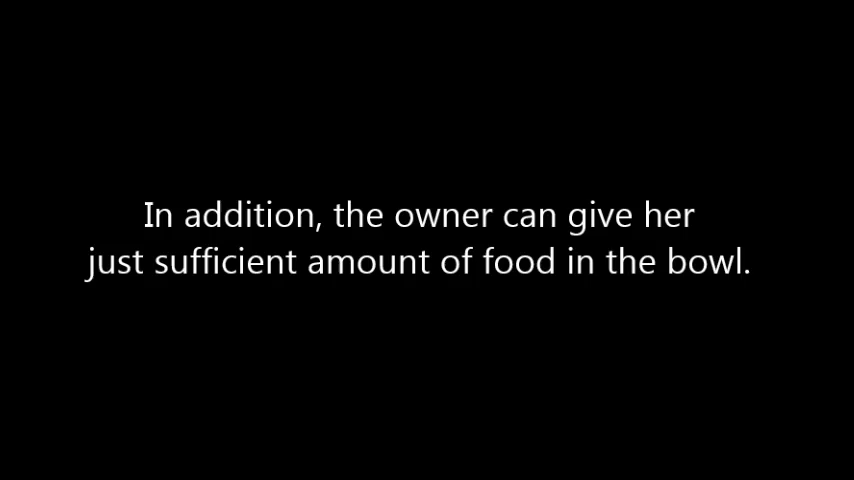 In addition, the owner can give her
just sufficient amount of food in the bowl.